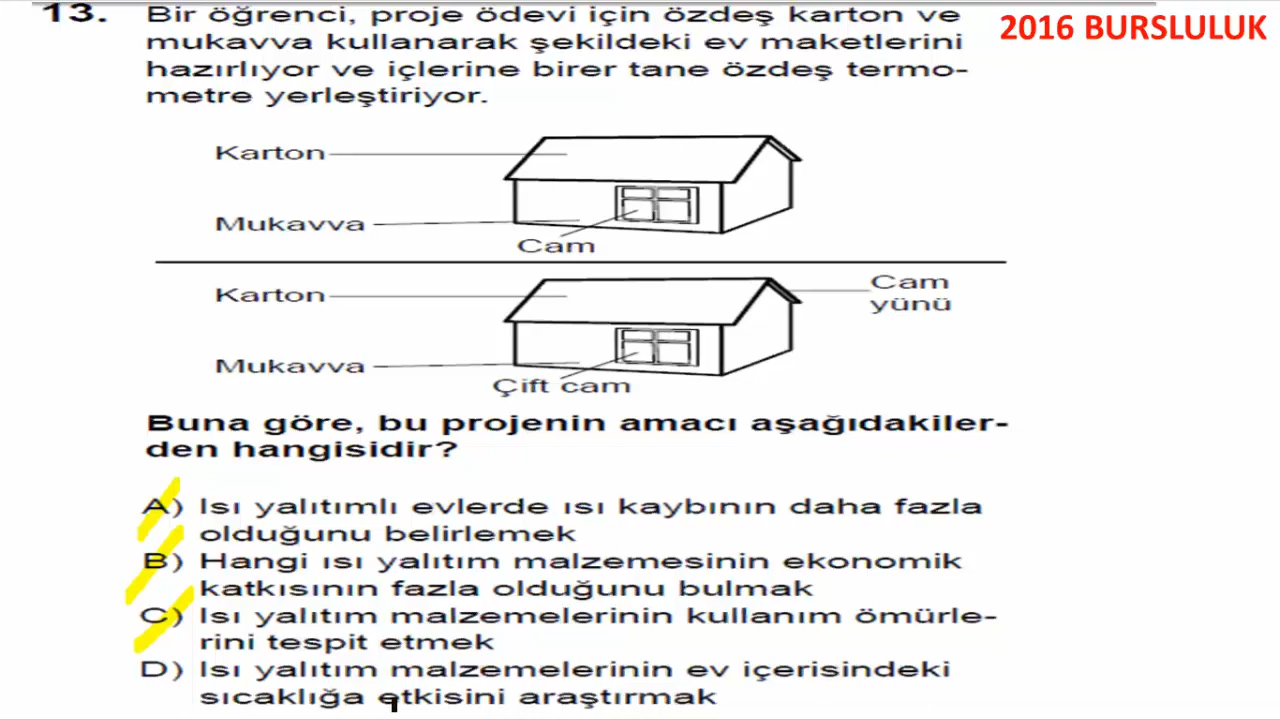 13. Bir öğrenci, proje ödevi için özdeş karton ve
2016 BURSLULUK
mukavva kullanarak şekildeki ev maketlerini
hazırlıyor ve içlerine birer tane özdeş termo-
metre yerleştiriyor.
Karton
Mukavva
Cam
Karton
Cam
yünü
Mukavva
Çift cam
Buna göre, bu projenin amacı aşağıdakiler-
den hangisidir?
A) Isı yalıtımlı evlerde ısı kaybının daha fazla
olduğunu belirlemek
B) Hangi ısı yalıtım malzemesinin ekonomik
katkısının fazla olduğunu bulmak
C) Isı yalıtım malzemelerinin kullanım ömürle-
rini tespit etmek
D) Isı yalıtım malzemelerinin ev içerisindeki
sıcaklığa etkisini araştırmak